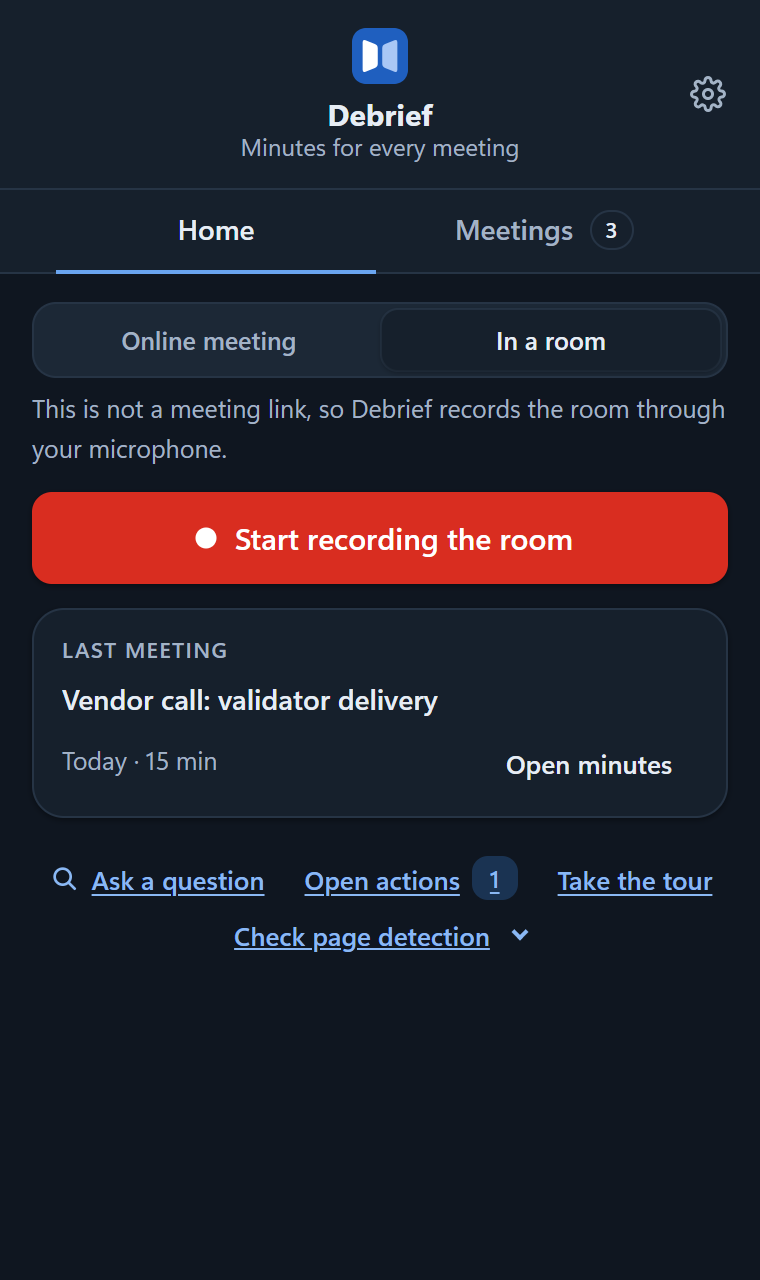 Debrief
Minutes for every meeting
Home
Meetings 3
Online meeting
In a room
This is not a meeting link, so Debrief records the room through
your microphone.
Start recording the room
LAST MEETING
Vendor call: validator delivery
Today · 15 min
Open minutes
Ask a question
Open actions 1
Take the tour
Check page detection